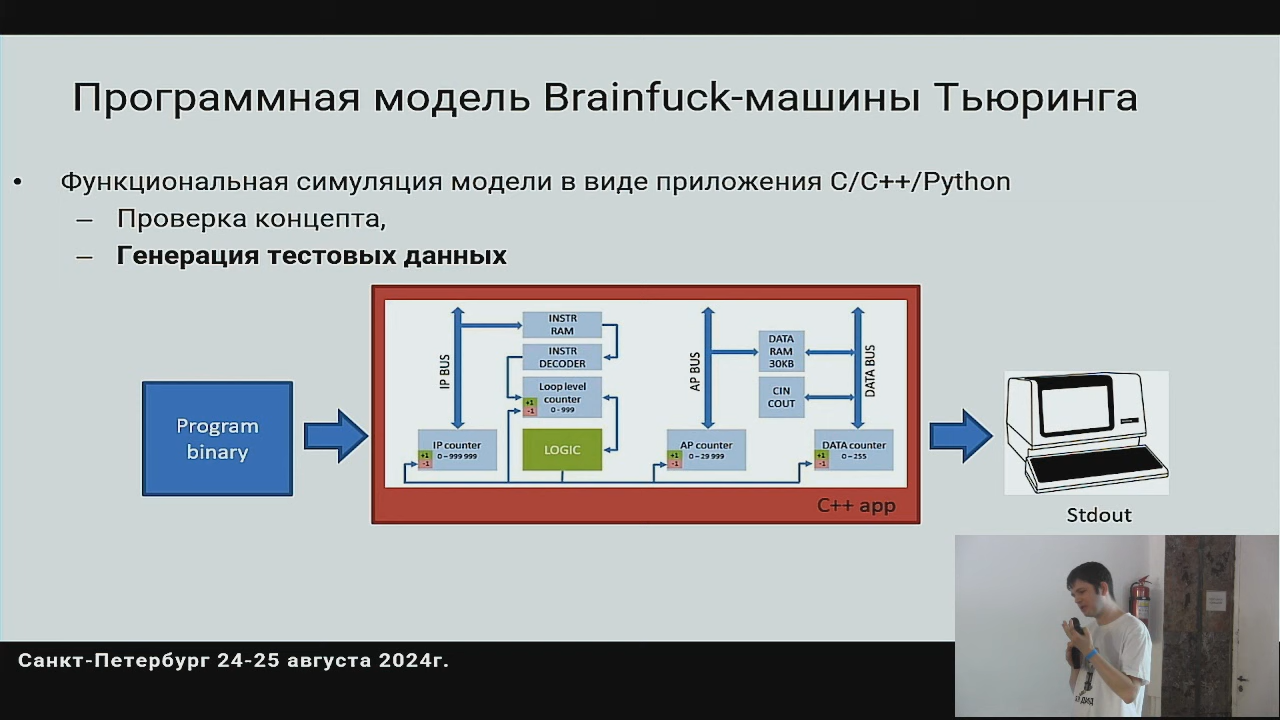 Программная модель Brainfuck-машины Тьюринга
• Функциональная симуляция модели в виде приложения C/C++/Python
– Проверка концепта,
– Генерация тестовых данных
Program
binary
IP BUS
INSTR
RAM
INSTR
DECODER
Loop level
counter
0 - 999
+1
-1
LOGIC
IP counter
0 – 999 999
+1
-1
AP BUS
DATA
RAM
30KB
CIN
COUT
DATA BUS
AP counter
0 – 29 999
+1
-1
DATA counter
0 – 255
+1
-1
C++ app
Stdout
Санкт-Петербург 24-25 августа 2024г.